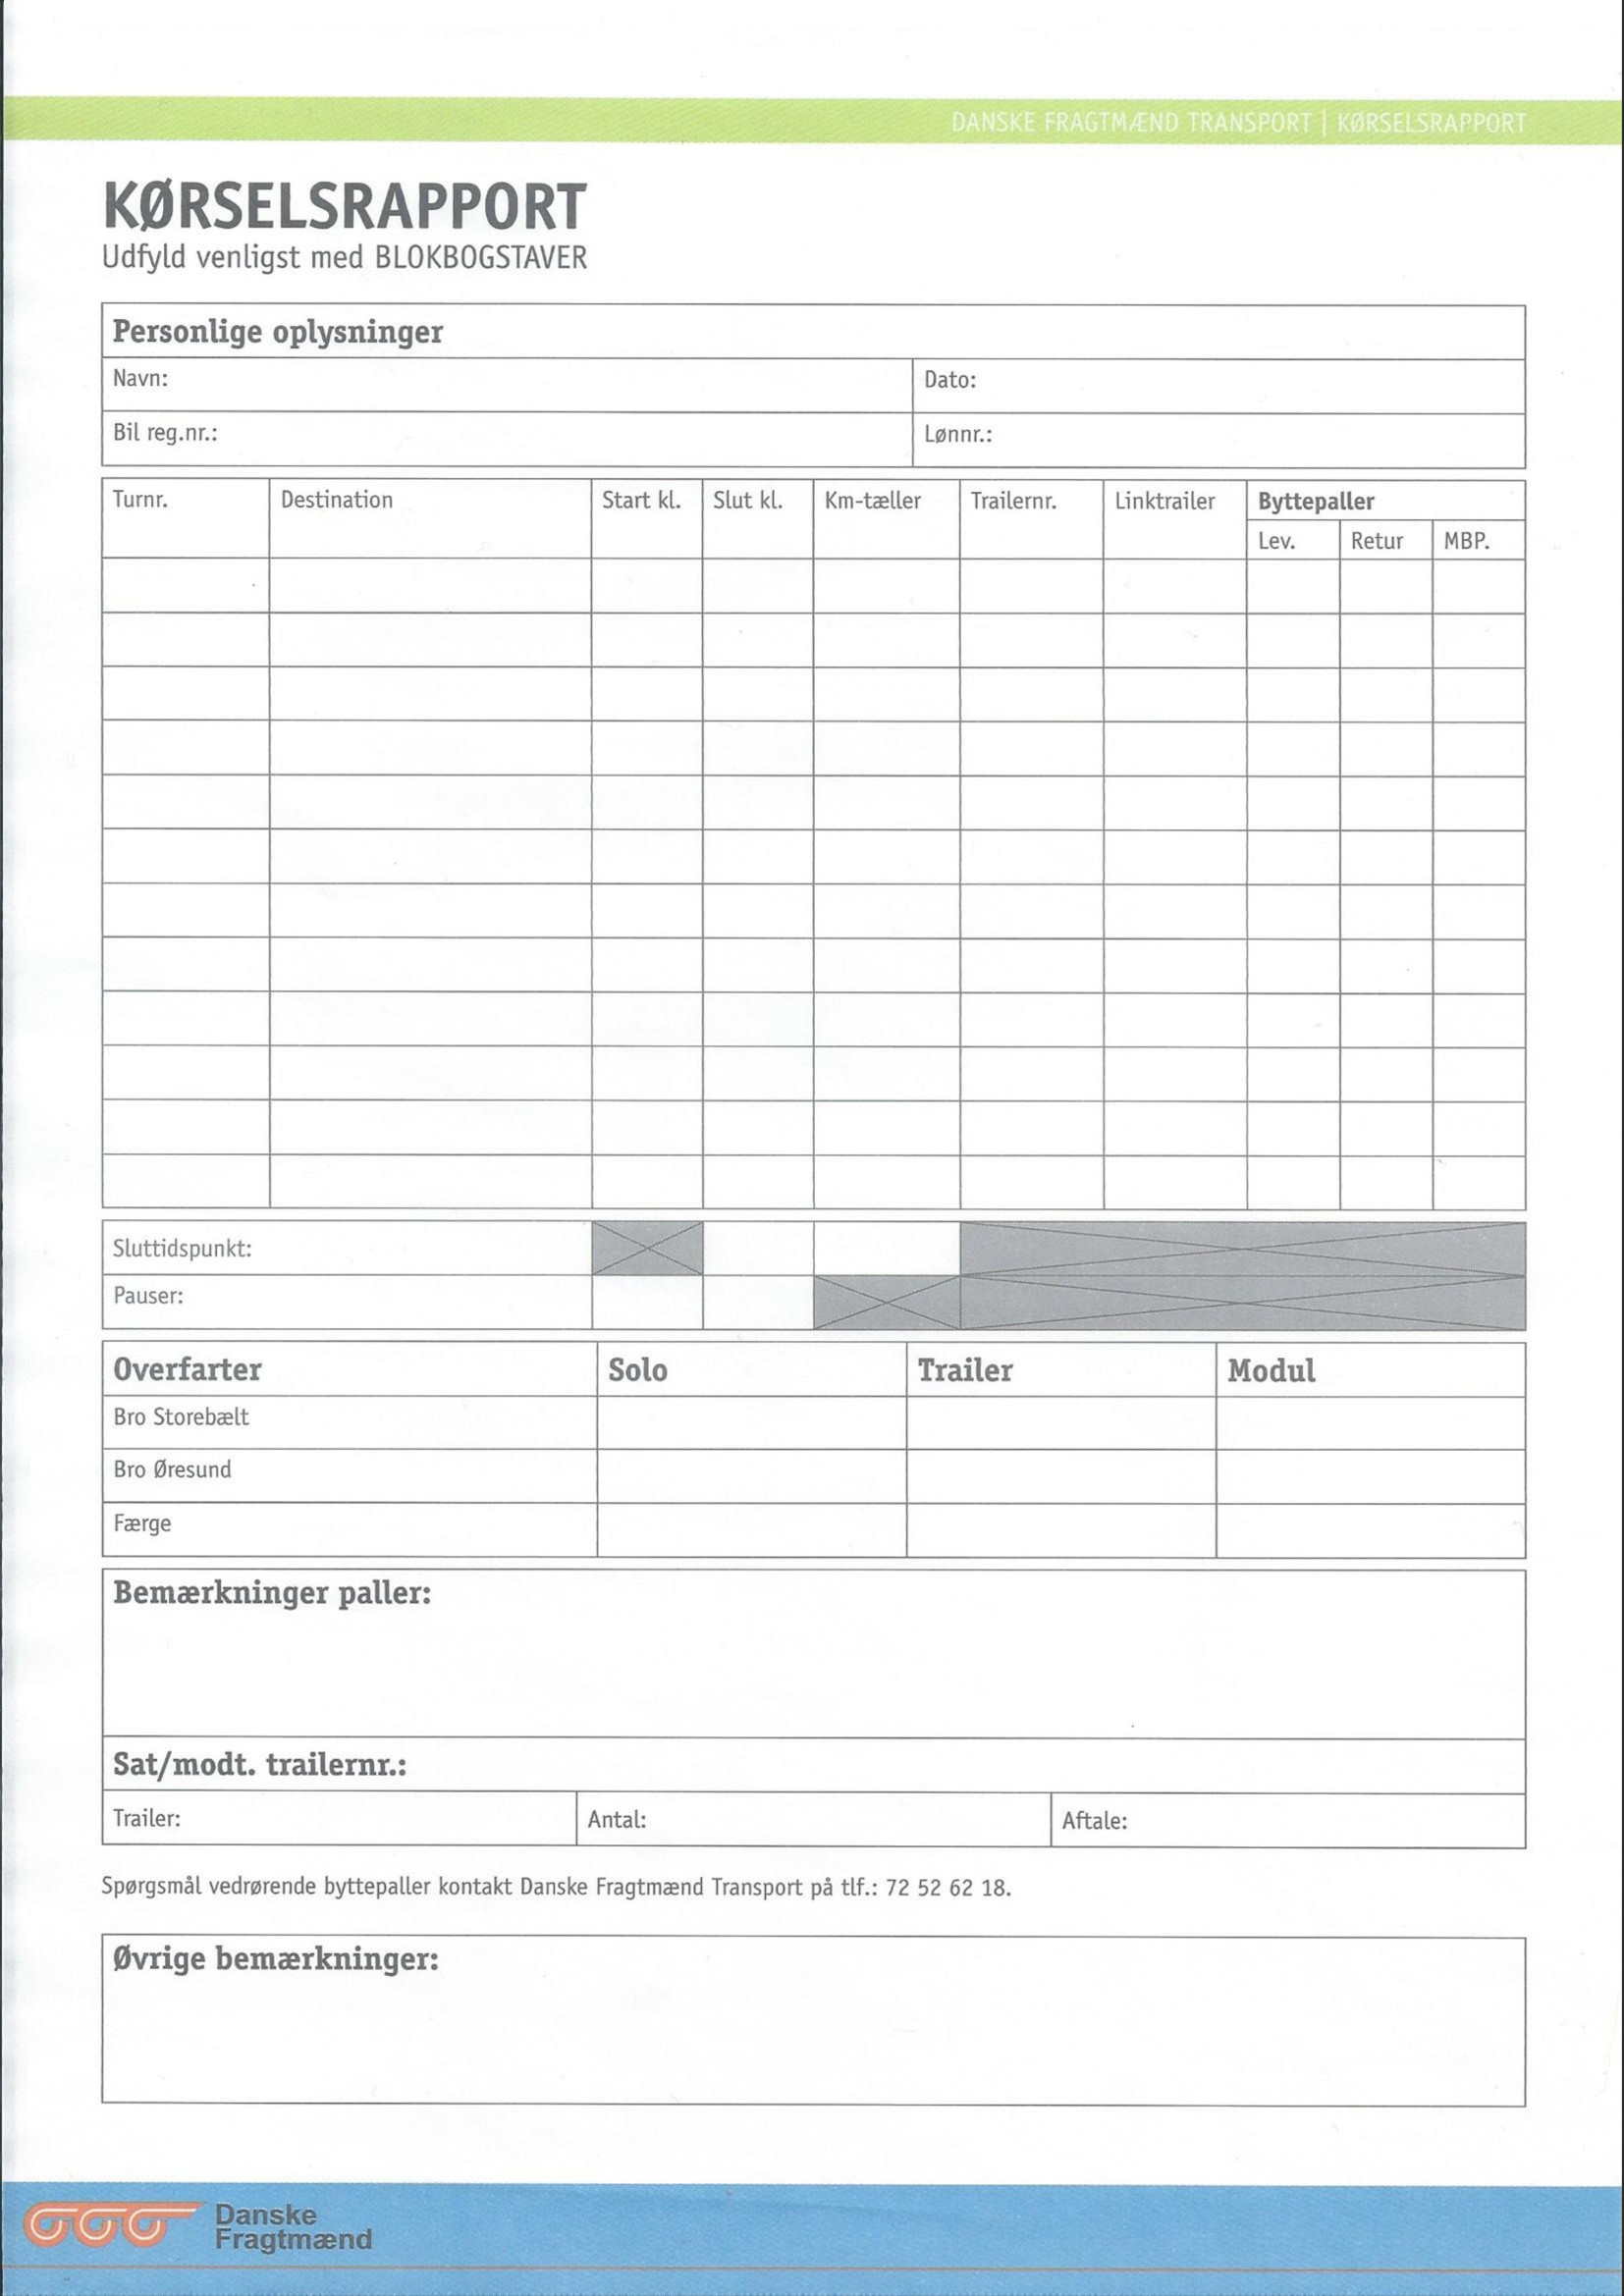 DANSKE FRAGTMÆND TRANSPORT | KØRSELSRAPPORT
KØRSELSRAPPORT
Udfyld venligst med BLOKBOGSTAVER
Personlige oplysninger
Navn: Dato:
Bil reg.nr.: Lønnr.:
Turnr. Destination Start kl. Slut kl. Km-tæller Trailernr. Linktrailer Byttepaller
Lev. Retur MBP.
Sluttidspunkt:
Pauser:
Overfarter Solo Trailer Modul
Bro Storebælt
Bro Øresund
Færge
Bemærkninger paller:
Sat/modt. trailernr.:
Trailer: Antal: Aftale:
Spørgsmål vedrørende byttepaller kontakt Danske Fragtmænd Transport på tlf.: 72 52 62 18.
Øvrige bemærkninger:
Danske
Fragtmænd